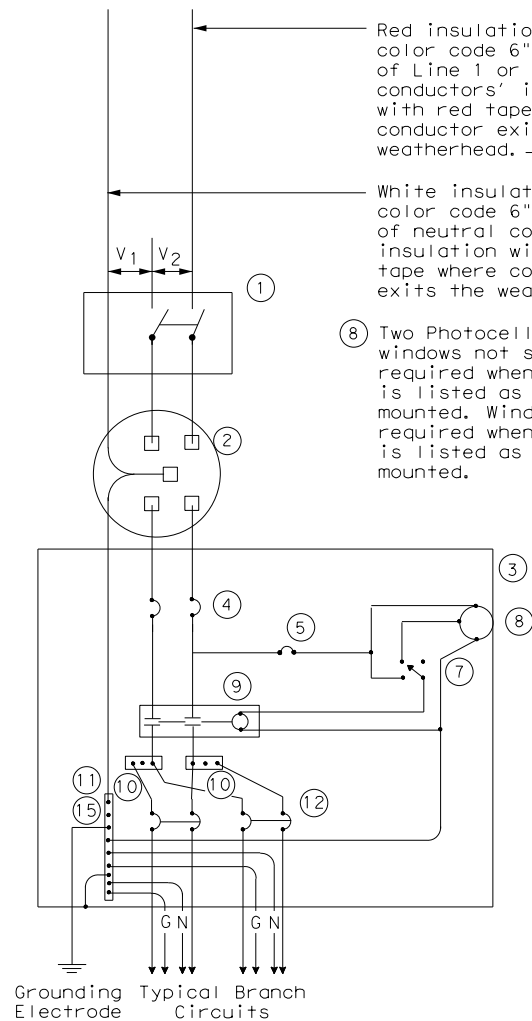 Red insulation
color code 6"
of Line 1 or
conductors' i
with red tape
conductor exi
weatherhead.
White insulat
color code 6"
of neutral co
insulation wi
tape where co
exits the wea
V1 V2
1
8 Two Photocell
windows not s
required when
is listed as
mounted. Wind
required when
is listed as
mounted.
2
3
4
5
8
7
9
11
10 10
15
12
G N G N
Grounding
Electrode
Typical Branch
Circuits